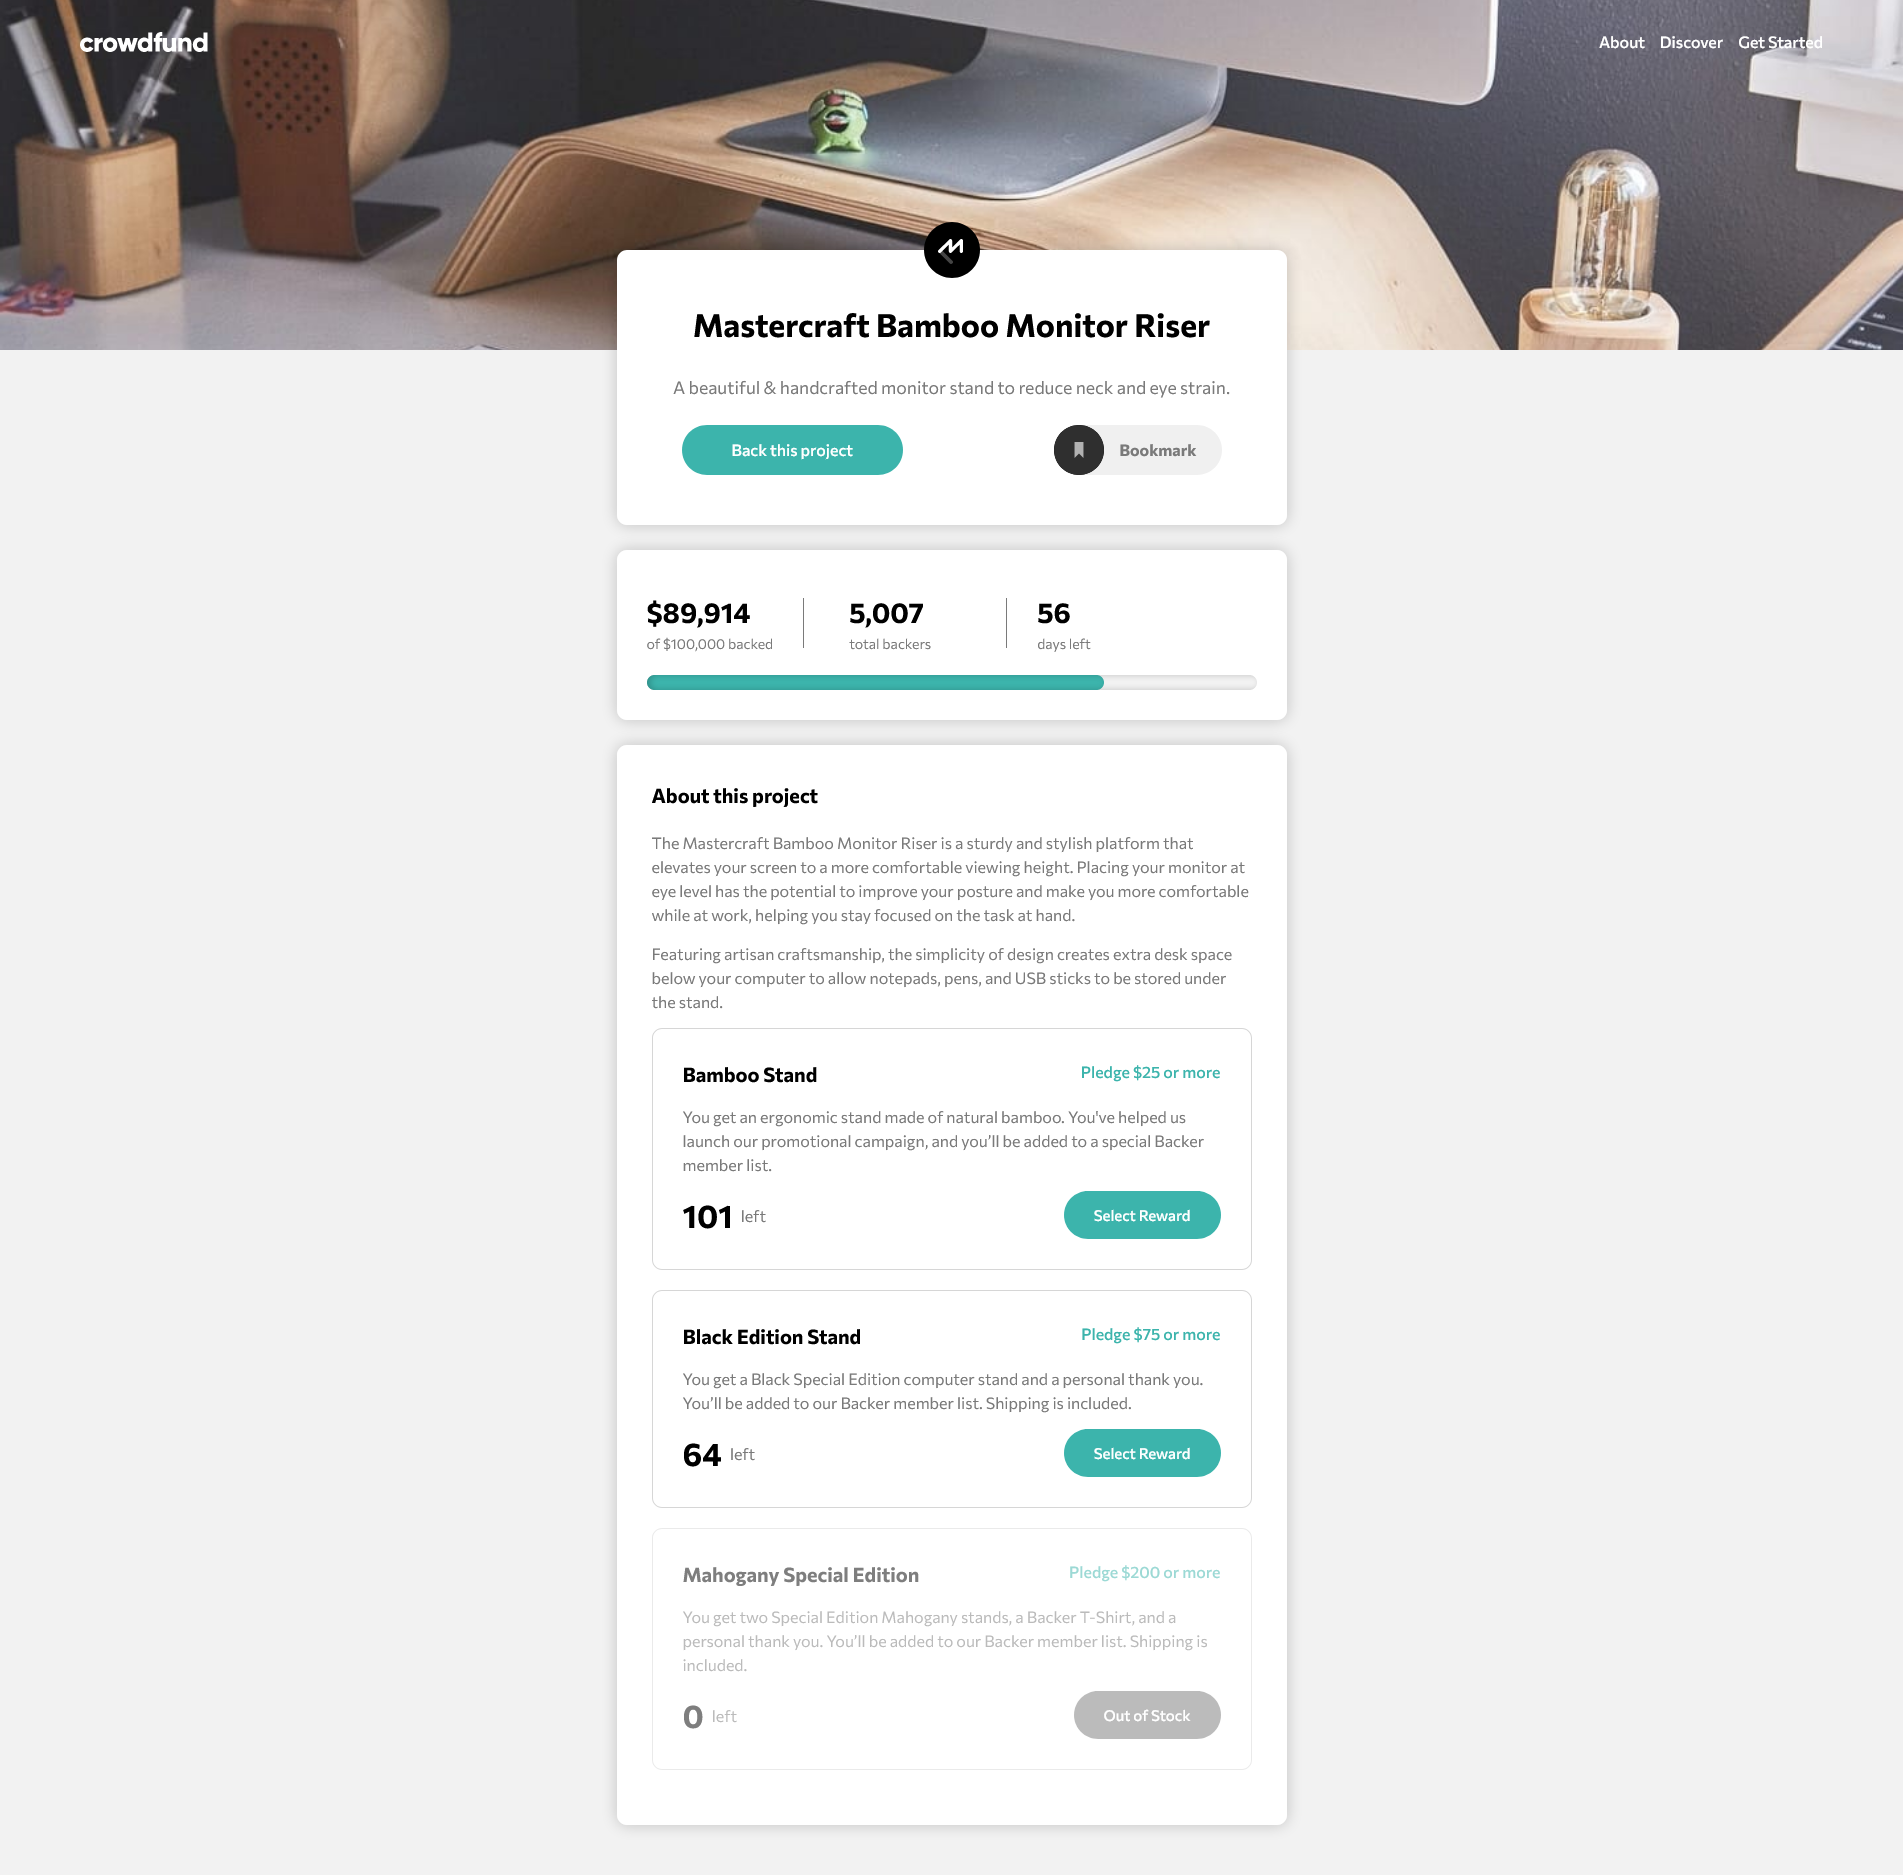 crowdfund
About Discover Get Started
Mastercraft Bamboo Monitor Riser
A beautiful & handcrafted monitor stand to reduce neck and eye strain.
Back this project
Bookmark
$89,914
of $100,000 backed
5,007
total backers
56
days left
About this project
The Mastercraft Bamboo Monitor Riser is a sturdy and stylish platform that
elevates your screen to a more comfortable viewing height. Placing your monitor at
eye level has the potential to improve your posture and make you more comfortable
while at work, helping you stay focused on the task at hand.
Featuring artisan craftsmanship, the simplicity of design creates extra desk space
below your computer to allow notepads, pens, and USB sticks to be stored under
the stand.
Bamboo Stand
Pledge $25 or more
You get an ergonomic stand made of natural bamboo. You've helped us
launch our promotional campaign, and you’ll be added to a special Backer
member list.
101 left
Select Reward
Black Edition Stand
Pledge $75 or more
You get a Black Special Edition computer stand and a personal thank you.
You’ll be added to our Backer member list. Shipping is included.
64 left
Select Reward
Mahogany Special Edition
Pledge $200 or more
You get two Special Edition Mahogany stands, a Backer T-Shirt, and a
personal thank you. You’ll be added to our Backer member list. Shipping is
included.
0 left
Out of Stock